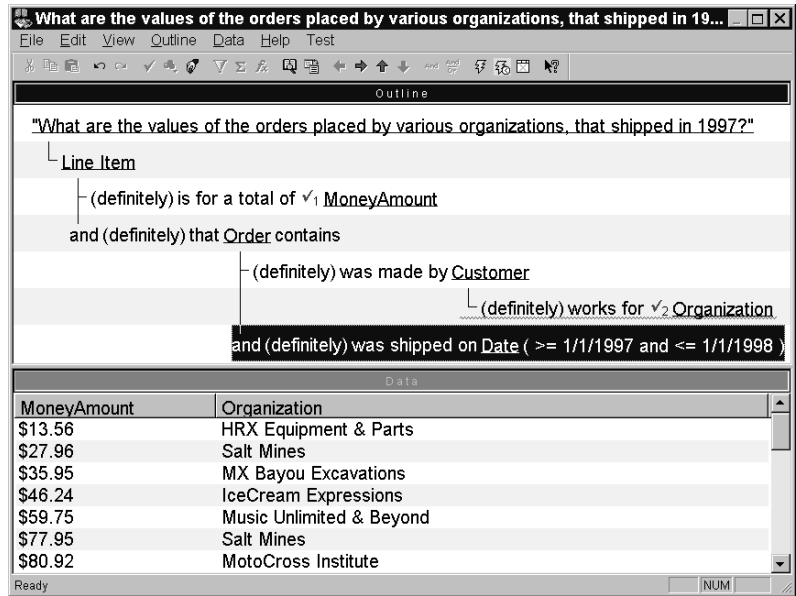 "What are the values of the orders placed by various organizations, that shipped in 19...
File Edit View Outline Data Help Test
Outline
"What are the values of the orders placed by various organizations, that shipped in 1997?"
Line Item
(definitely) is for a total of ✓1 MoneyAmount
and (definitely) that Order contains
(definitely) was made by Customer
(definitely) works for ✓2 Organization
and (definitely) was shipped on Date ( >= 1/1/1997 and <= 1/1/1998 )
Data
MoneyAmount Organization
$13.56 HRX Equipment & Parts
$27.96 Salt Mines
$35.95 MX Bayou Excavations
$46.24 IceCream Expressions
$59.75 Music Unlimited & Beyond
$77.95 Salt Mines
$80.92 MotoCross Institute
Ready NUM